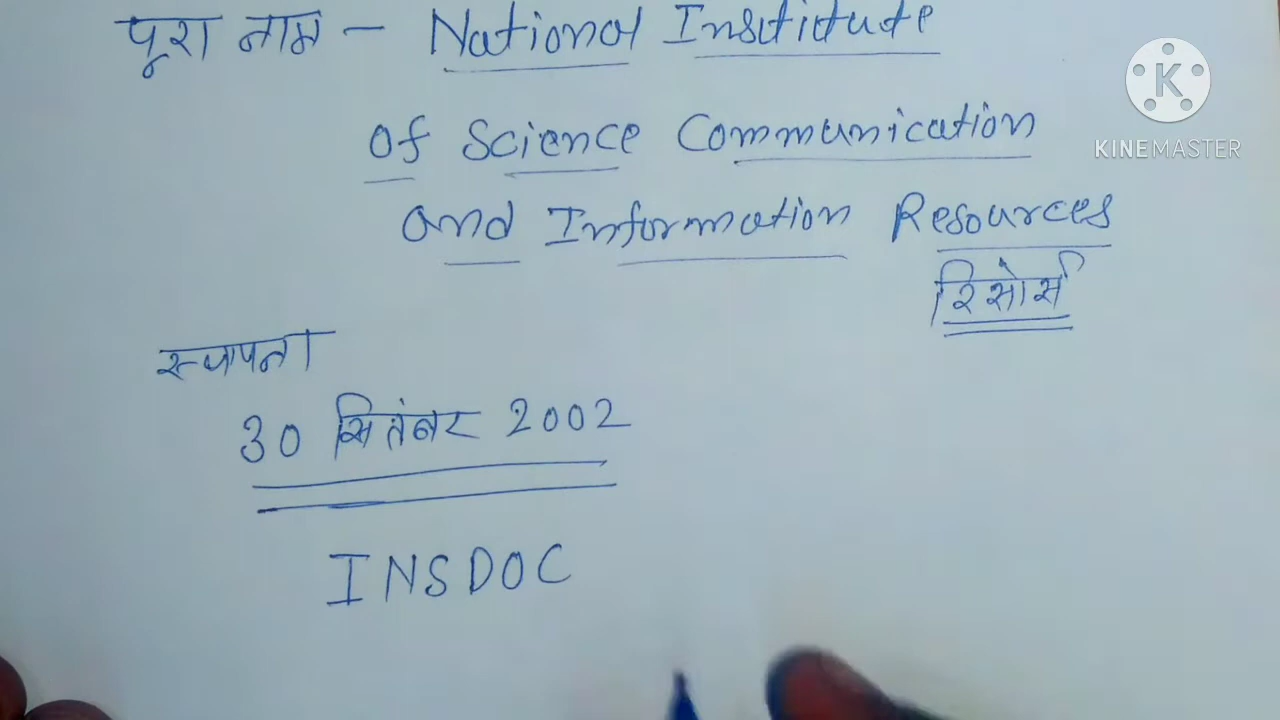 पूरा नाम - National Institute
of Science Communication
and Information Resources
रिसोर्स
स्थापना
30 सितंबर 2002
INSDOC
K
KINEMASTER